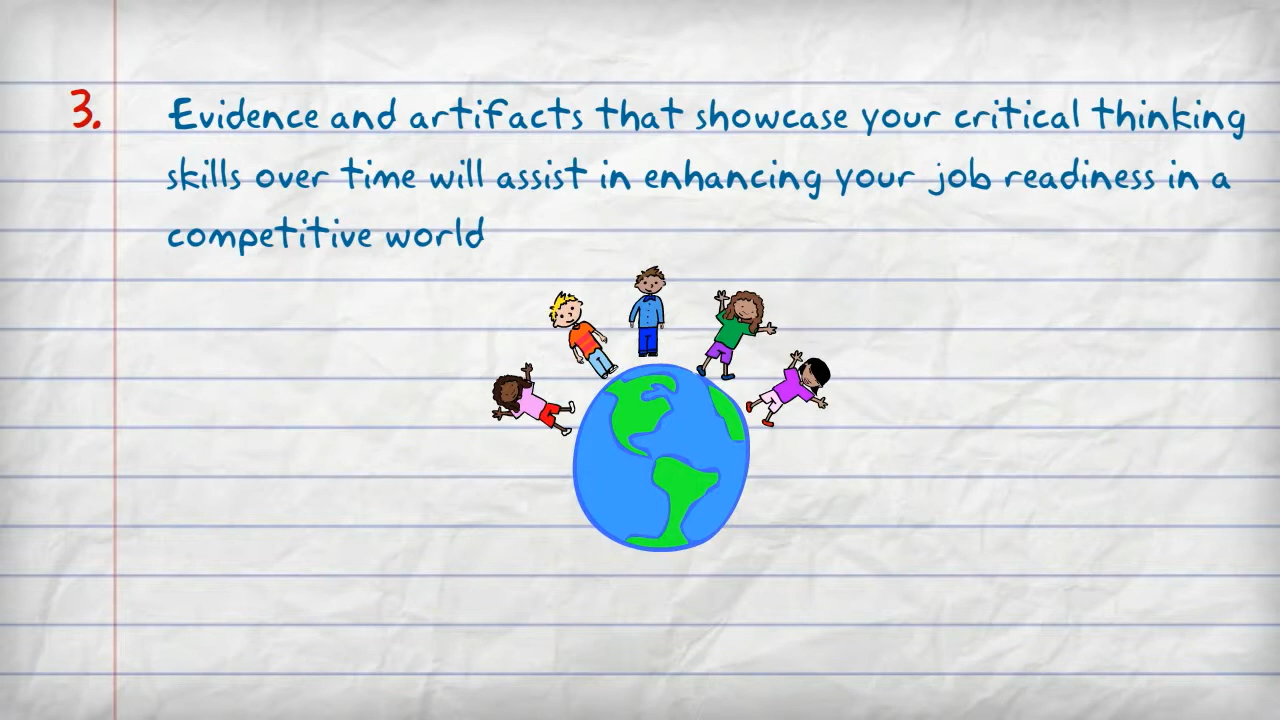 3. Evidence and artifacts that showcase your critical thinking
skills over time will assist in enhancing your job readiness in a
competitive world